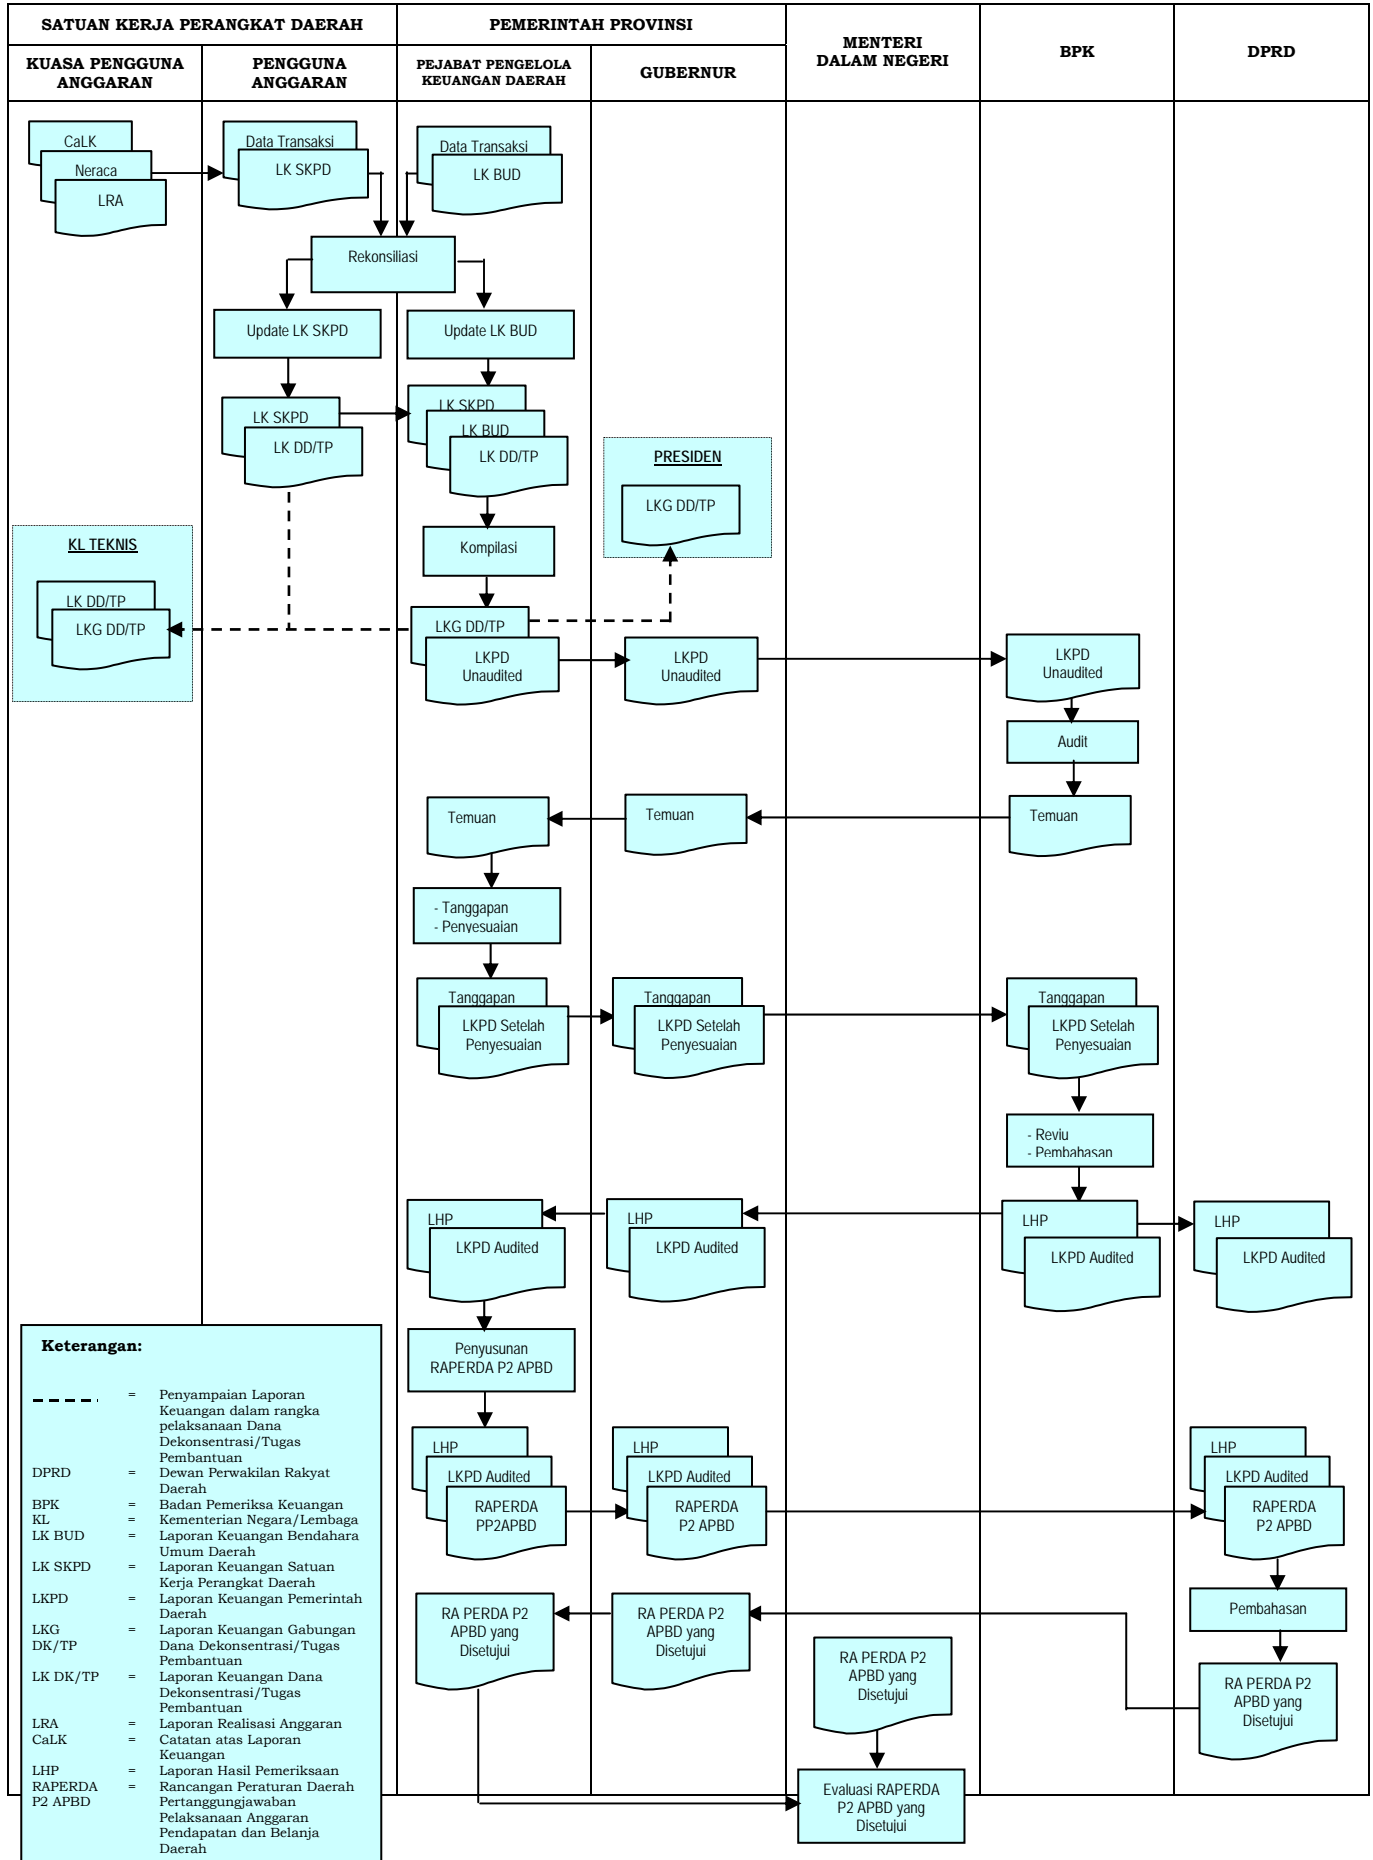 SATUAN KERJA PERANGKAT DAERAH
PEMERINTAH PROVINSI
MENTERI
DALAM NEGERI
BPK
DPRD
KUASA PENGGUNA
ANGGARAN
PENGGUNA
ANGGARAN
PEJABAT PENGELOLA
KEUANGAN DAERAH
GUBERNUR
CaLK
Neraca
LRA
Data Transaksi
LK SKPD
Data Transaksi
LK BUD
Rekonsiliasi
Update LK SKPD
Update LK BUD
LK SKPD
LK DD/TP
LK SKPD
LK BUD
LK DD/TP
PRESIDEN
LKG DD/TP
KL TEKNIS
LK DD/TP
LKG DD/TP
Kompilasi
LKG DD/TP
LKPD
Unaudited
LKPD
Unaudited
LKPD
Unaudited
Audit
Temuan
Temuan
Temuan
- Tanggapan
- Penyesuaian
Tanggapan
LKPD Setelah
Penyesuaian
Tanggapan
LKPD Setelah
Penyesuaian
Tanggapan
LKPD Setelah
Penyesuaian
- Reviu
- Pembahasan
LHP
LKPD Audited
LHP
LKPD Audited
LHP
LKPD Audited
LHP
LKPD Audited
Penyusunan
RAPERDA P2 APBD
LHP
LKPD Audited
RAPERDA
PP2APBD
LHP
LKPD Audited
RAPERDA
P2 APBD
LHP
LKPD Audited
RAPERDA
P2 APBD
Pembahasan
RA PERDA P2
APBD yang
Disetujui
RA PERDA P2
APBD yang
Disetujui
RA PERDA P2
APBD yang
Disetujui
RA PERDA P2
APBD yang
Disetujui
Evaluasi RAPERDA
P2 APBD yang
Disetujui
Keterangan:
= Penyampaian Laporan
Keuangan dalam rangka
pelaksanaan Dana
Dekonsentrasi/Tugas
Pembantuan
DPRD = Dewan Perwakilan Rakyat
Daerah
BPK = Badan Pemeriksa Keuangan
KL = Kementerian Negara/Lembaga
LK BUD = Laporan Keuangan Bendahara
Umum Daerah
LK SKPD = Laporan Keuangan Satuan
Kerja Perangkat Daerah
LKPD = Laporan Keuangan Pemerintah
Daerah
LKG = Laporan Keuangan Gabungan
DK/TP Dana Dekonsentrasi/Tugas
Pembantuan
LK DK/TP = Laporan Keuangan Dana
Dekonsentrasi/Tugas
Pembantuan
LRA = Laporan Realisasi Anggaran
CaLK = Catatan atas Laporan
Keuangan
LHP = Laporan Hasil Pemeriksaan
RAPERDA = Rancangan Peraturan Daerah
P2 APBD Pertanggungjawaban
Pelaksanaan Anggaran
Pendapatan dan Belanja
Daerah